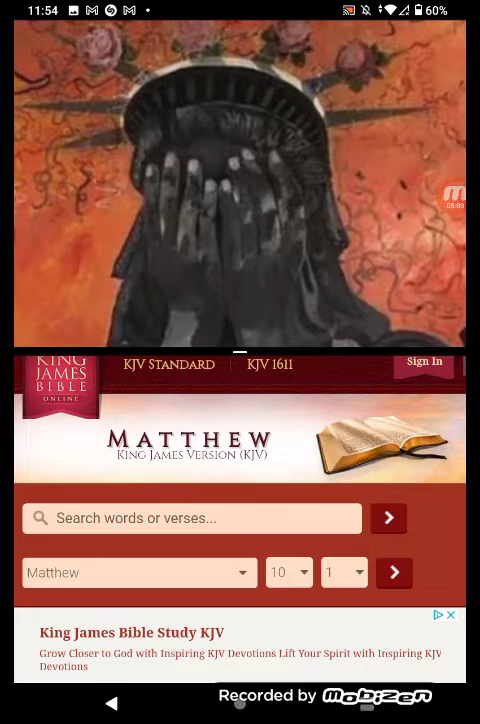 11:54
60%
05:03
KING
JAMES
BIBLE
ONLINE
KJV STANDARD
KJV 1611
Sign In
MATTHEW
KING JAMES VERSION (KJV)
Search words or verses...
Matthew
10
1
King James Bible Study KJV
Grow Closer to God with Inspiring KJV Devotions Lift Your Spirit with Inspiring KJV
Devotions
Recorded by mobizen